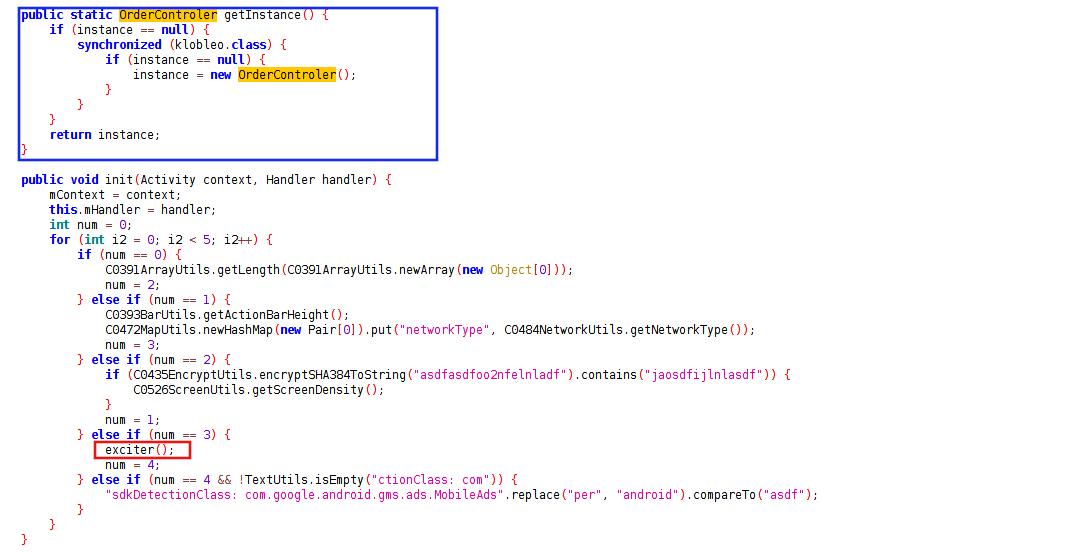 public static OrderControler getInstance() {
    if (instance == null) {
        synchronized (klobleo.class) {
            if (instance == null) {
                instance = new OrderControler();
            }
        }
    }
    return instance;
}
public void init(Activity context, Handler handler) {
    mContext = context;
    this.mHandler = handler;
    int num = 0;
    for (int i2 = 0; i2 < 5; i2++) {
        if (num == 0) {
            C0391ArrayUtils.getLength(C0391ArrayUtils.newArray(new Object[0]));
            num = 2;
        } else if (num == 1) {
            C0393BarUtils.getActionBarHeight();
            C0472MapUtils.newHashMap(new Pair[0]).put("networkType", C0484NetworkUtils.getNetworkType());
            num = 3;
        } else if (num == 2) {
            if (C0435EncryptUtils.encryptSHA384ToString("asdfasdfoo2nfelnladf").contains("jaosdfijlnlasdf")) {
                C0526ScreenUtils.getScreenDensity();
            }
            num = 1;
        } else if (num == 3) {
            exciter();
            num = 4;
        } else if (num == 4 && !TextUtils.isEmpty("ctionClass: com")) {
            "sdkDetectionClass: com.google.android.gms.ads.MobileAds".replace("per", "android").compareTo("asdf");
        }
    }
}